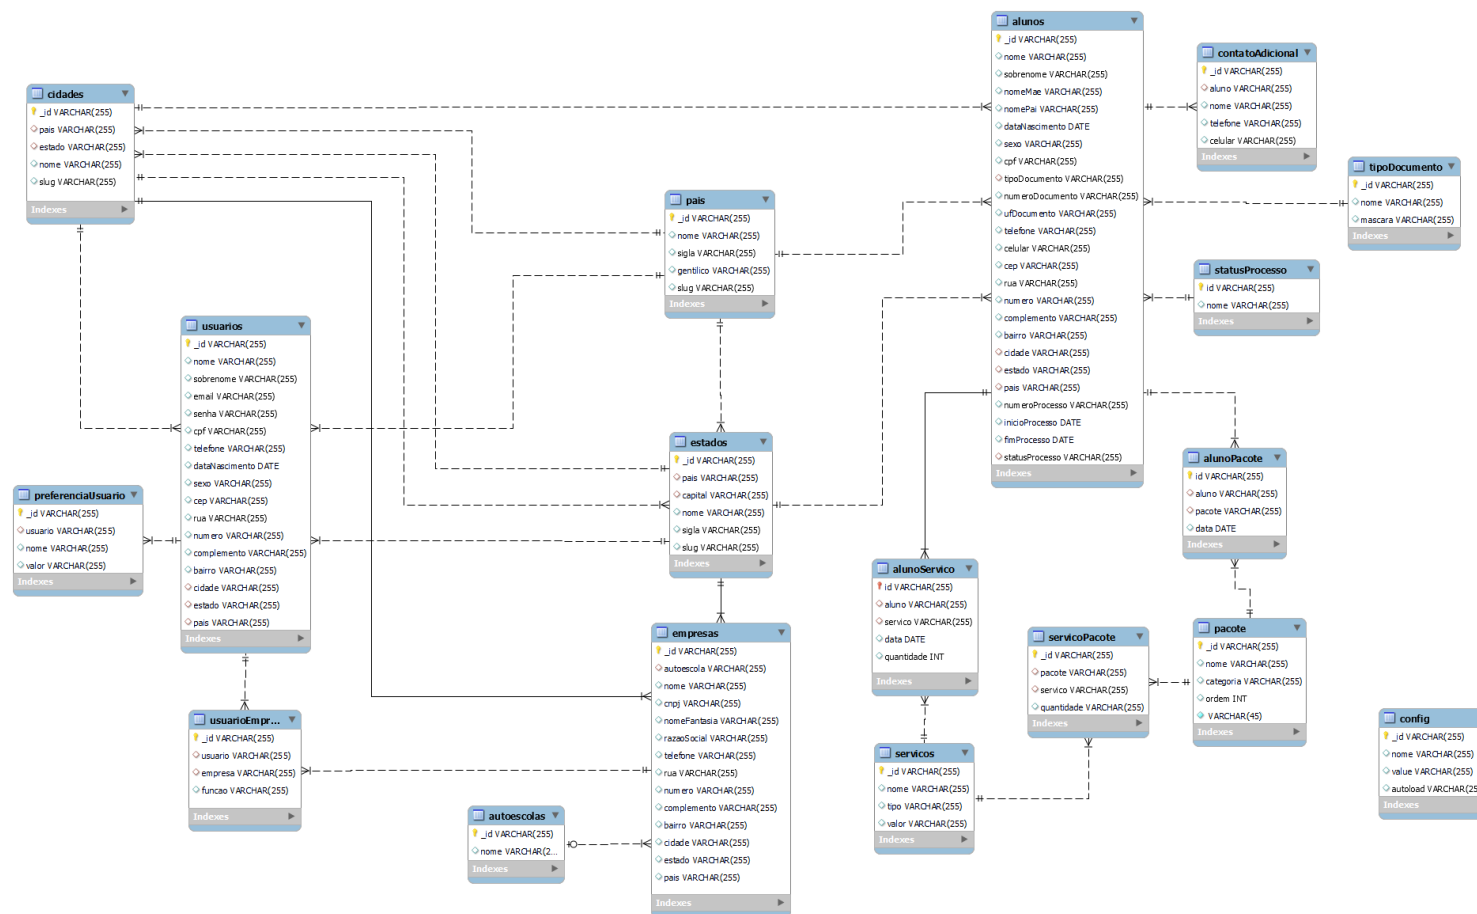 alunos
_id VARCHAR(255)
nome VARCHAR(255)
sobrenome VARCHAR(255)
nomeMae VARCHAR(255)
nomePai VARCHAR(255)
dataNascimento DATE
sexo VARCHAR(255)
cpf VARCHAR(255)
tipoDocumento VARCHAR(255)
numeroDocumento VARCHAR(255)
ufDocumento VARCHAR(255)
telefone VARCHAR(255)
celular VARCHAR(255)
cep VARCHAR(255)
rua VARCHAR(255)
numero VARCHAR(255)
complemento VARCHAR(255)
bairro VARCHAR(255)
cidade VARCHAR(255)
estado VARCHAR(255)
pais VARCHAR(255)
numeroProcesso VARCHAR(255)
inicioProcesso DATE
fimProcesso DATE
statusProcesso VARCHAR(255)
Indexes
contatoAdicional
_id VARCHAR(255)
aluno VARCHAR(255)
nome VARCHAR(255)
telefone VARCHAR(255)
celular VARCHAR(255)
Indexes
cidades
_id VARCHAR(255)
pais VARCHAR(255)
estado VARCHAR(255)
nome VARCHAR(255)
slug VARCHAR(255)
Indexes
tipoDocumento
_id VARCHAR(255)
nome VARCHAR(255)
mascara VARCHAR(255)
Indexes
pais
_id VARCHAR(255)
nome VARCHAR(255)
sigla VARCHAR(255)
gentilico VARCHAR(255)
slug VARCHAR(255)
Indexes
statusProcesso
id VARCHAR(255)
nome VARCHAR(255)
Indexes
usuarios
_id VARCHAR(255)
nome VARCHAR(255)
sobrenome VARCHAR(255)
email VARCHAR(255)
senha VARCHAR(255)
cpf VARCHAR(255)
telefone VARCHAR(255)
dataNascimento DATE
sexo VARCHAR(255)
cep VARCHAR(255)
rua VARCHAR(255)
numero VARCHAR(255)
complemento VARCHAR(255)
bairro VARCHAR(255)
cidade VARCHAR(255)
estado VARCHAR(255)
pais VARCHAR(255)
Indexes
estados
_id VARCHAR(255)
pais VARCHAR(255)
capital VARCHAR(255)
nome VARCHAR(255)
sigla VARCHAR(255)
slug VARCHAR(255)
Indexes
alunoPacote
id VARCHAR(255)
aluno VARCHAR(255)
pacote VARCHAR(255)
data DATE
Indexes
preferenciaUsuario
_id VARCHAR(255)
usuario VARCHAR(255)
nome VARCHAR(255)
valor VARCHAR(255)
Indexes
alunoServico
id VARCHAR(255)
aluno VARCHAR(255)
servico VARCHAR(255)
data DATE
quantidade INT
Indexes
empresas
_id VARCHAR(255)
autoescola VARCHAR(255)
nome VARCHAR(255)
cnpj VARCHAR(255)
nomeFantasia VARCHAR(255)
razaoSocial VARCHAR(255)
telefone VARCHAR(255)
rua VARCHAR(255)
numero VARCHAR(255)
complemento VARCHAR(255)
bairro VARCHAR(255)
cidade VARCHAR(255)
estado VARCHAR(255)
pais VARCHAR(255)
Indexes
servicoPacote
_id VARCHAR(255)
pacote VARCHAR(255)
servico VARCHAR(255)
quantidade VARCHAR(255)
Indexes
pacote
_id VARCHAR(255)
nome VARCHAR(255)
categoria VARCHAR(255)
ordem INT
VARCHAR(45)
Indexes
usuarioEmpr...
_id VARCHAR(255)
usuario VARCHAR(255)
empresa VARCHAR(255)
funcao VARCHAR(255)
Indexes
config
_id VARCHAR(255)
nome VARCHAR(255)
value VARCHAR(255)
autoload VARCHAR(25
Indexes
servicos
_id VARCHAR(255)
nome VARCHAR(255)
tipo VARCHAR(255)
valor VARCHAR(255)
Indexes
autoescolas
_id VARCHAR(255)
nome VARCHAR(2...
Indexes